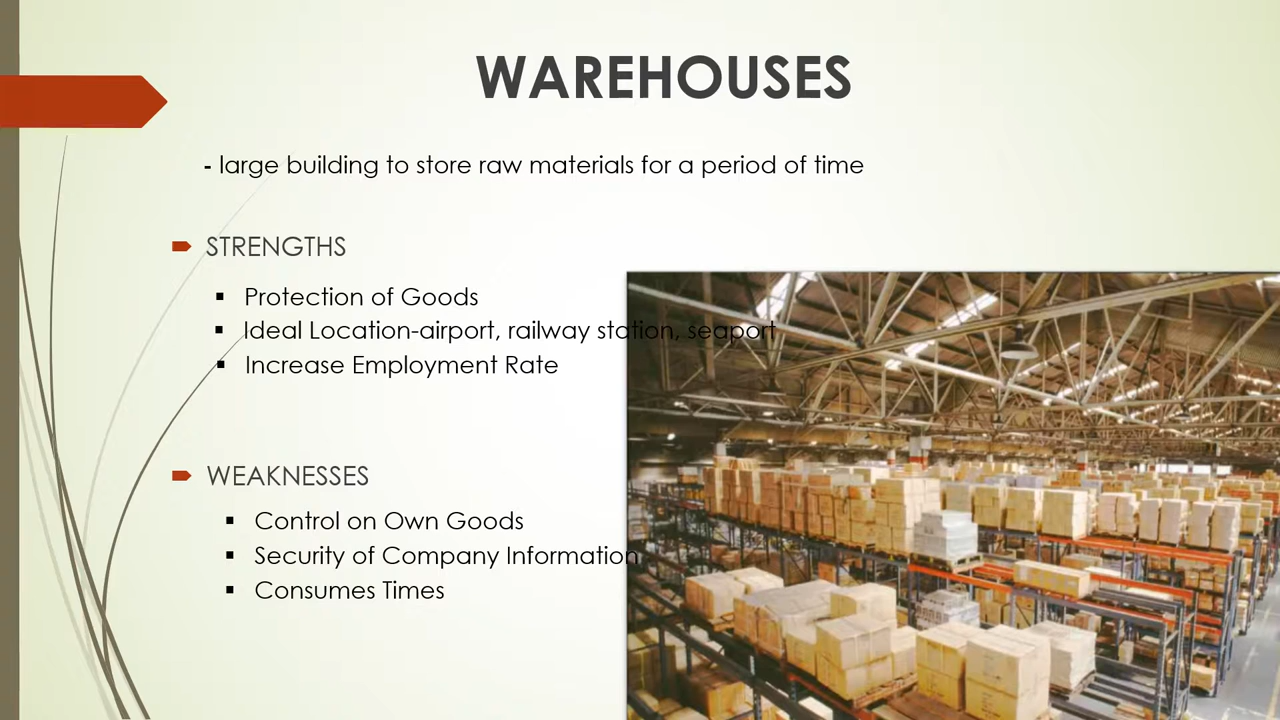 WAREHOUSES
- large building to store raw materials for a period of time
STRENGTHS
▪ Protection of Goods
▪ Ideal Location-airport, railway station, seaport
▪ Increase Employment Rate
WEAKNESSES
▪ Control on Own Goods
▪ Security of Company Information
▪ Consumes Times